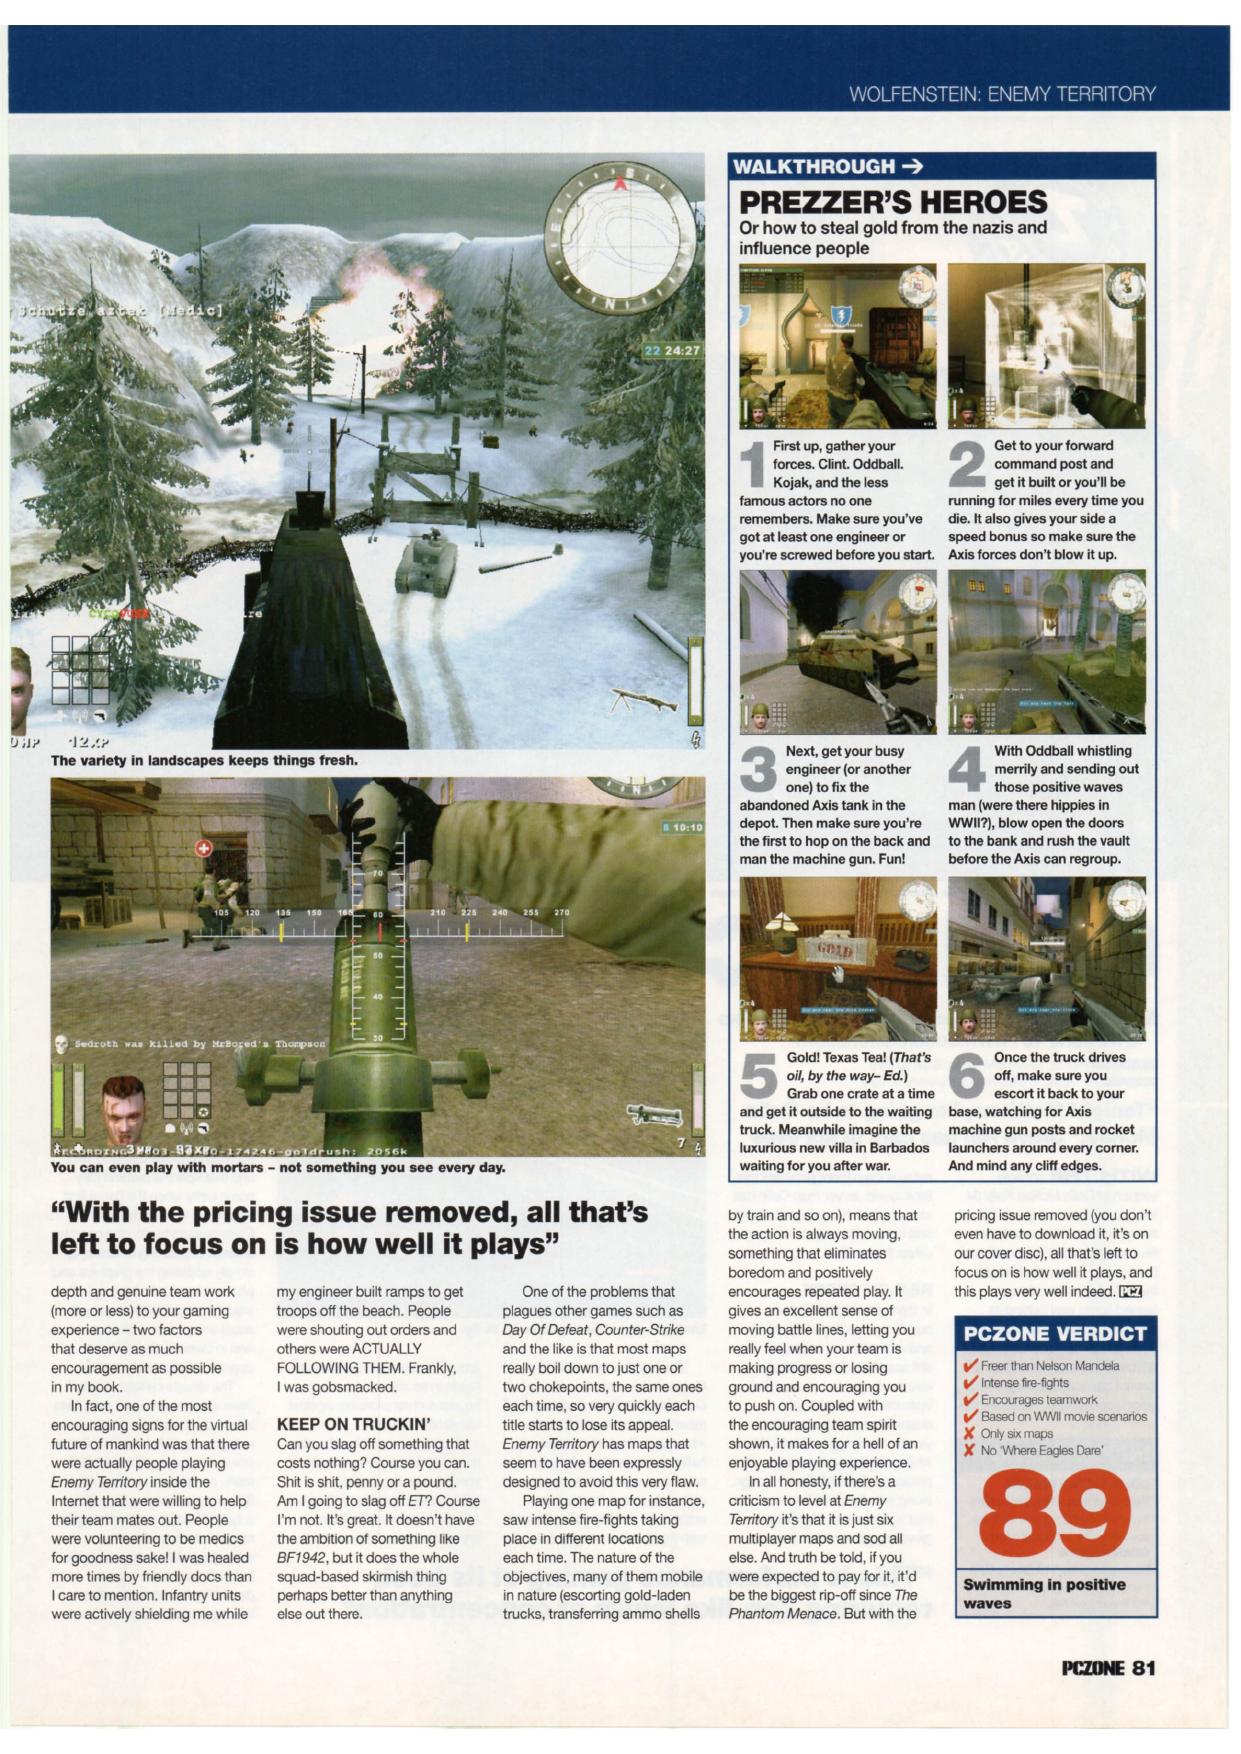 WOLFENSTEIN: ENEMY TERRITORY
Schutze aztek [Medic]
22 24:27
12XP
The variety in landscapes keeps things fresh.
8 10:10
70
105 120 135 150 165 60 210 225 240 255 270
50
40
30
Sedroth was killed by MrBored's Thompson
7
You can even play with mortars – not something you see every day.
WALKTHROUGH →
PREZZER'S HEROES
Or how to steal gold from the nazis and
influence people
1 First up, gather your
forces. Clint. Oddball.
Kojak, and the less
famous actors no one
remembers. Make sure you've
got at least one engineer or
you're screwed before you start.
2 Get to your forward
command post and
get it built or you'll be
running for miles every time you
die. It also gives your side a
speed bonus so make sure the
Axis forces don't blow it up.
3 Next, get your busy
engineer (or another
one) to fix the
abandoned Axis tank in the
depot. Then make sure you're
the first to hop on the back and
man the machine gun. Fun!
4 With Oddball whistling
merrily and sending out
those positive waves
man (were there hippies in
WWII?), blow open the doors
to the bank and rush the vault
before the Axis can regroup.
GOLD
5 Gold! Texas Tea! (That's
oil, by the way– Ed.)
Grab one crate at a time
and get it outside to the waiting
truck. Meanwhile imagine the
luxurious new villa in Barbados
waiting for you after war.
6 Once the truck drives
off, make sure you
escort it back to your
base, watching for Axis
machine gun posts and rocket
launchers around every corner.
And mind any cliff edges.
"With the pricing issue removed, all that's
left to focus on is how well it plays"
depth and genuine team work
(more or less) to your gaming
experience – two factors
that deserve as much
encouragement as possible
in my book.
In fact, one of the most
encouraging signs for the virtual
future of mankind was that there
were actually people playing
Enemy Territory inside the
Internet that were willing to help
their team mates out. People
were volunteering to be medics
for goodness sake! I was healed
more times by friendly docs than
I care to mention. Infantry units
were actively shielding me while
my engineer built ramps to get
troops off the beach. People
were shouting out orders and
others were ACTUALLY
FOLLOWING THEM. Frankly,
I was gobsmacked.
KEEP ON TRUCKIN'
Can you slag off something that
costs nothing? Course you can.
Shit is shit, penny or a pound.
Am I going to slag off ET? Course
I'm not. It's great. It doesn't have
the ambition of something like
BF1942, but it does the whole
squad-based skirmish thing
perhaps better than anything
else out there.
One of the problems that
plagues other games such as
Day Of Defeat, Counter-Strike
and the like is that most maps
really boil down to just one or
two chokepoints, the same ones
each time, so very quickly each
title starts to lose its appeal.
Enemy Territory has maps that
seem to have been expressly
designed to avoid this very flaw.
Playing one map for instance,
saw intense fire-fights taking
place in different locations
each time. The nature of the
objectives, many of them mobile
in nature (escorting gold-laden
trucks, transferring ammo shells
by train and so on), means that
the action is always moving,
something that eliminates
boredom and positively
encourages repeated play. It
gives an excellent sense of
moving battle lines, letting you
really feel when your team is
making progress or losing
ground and encouraging you
to push on. Coupled with
the encouraging team spirit
shown, it makes for a hell of an
enjoyable playing experience.
In all honesty, if there's a
criticism to level at Enemy
Territory it's that it is just six
multiplayer maps and sod all
else. And truth be told, if you
were expected to pay for it, it'd
be the biggest rip-off since The
Phantom Menace. But with the
pricing issue removed (you don't
even have to download it, it's on
our cover disc), all that's left to
focus on is how well it plays, and
this plays very well indeed. PCZ
PCZONE VERDICT
✓ Freer than Nelson Mandela
✓ Intense fire-fights
✓ Encourages teamwork
✓ Based on WWII movie scenarios
✗ Only six maps
✗ No 'Where Eagles Dare'
89
Swimming in positive
waves
PCZONE 81